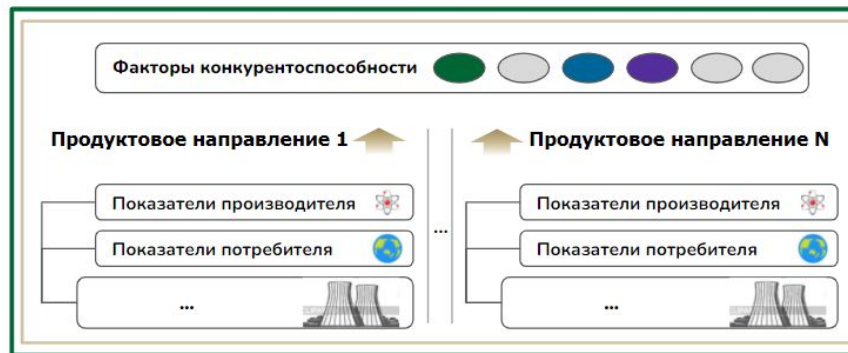 Факторы конкурентоспособности
Продуктовое направление 1
Показатели производителя
Показатели потребителя
...
...
Продуктовое направление N
Показатели производителя
Показатели потребителя
...